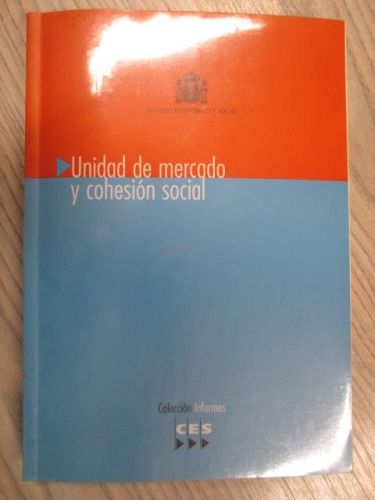 CONSEJO ECONÓMICO Y SOCIAL
Unidad de mercado
y cohesión social
Colección Informes
CES